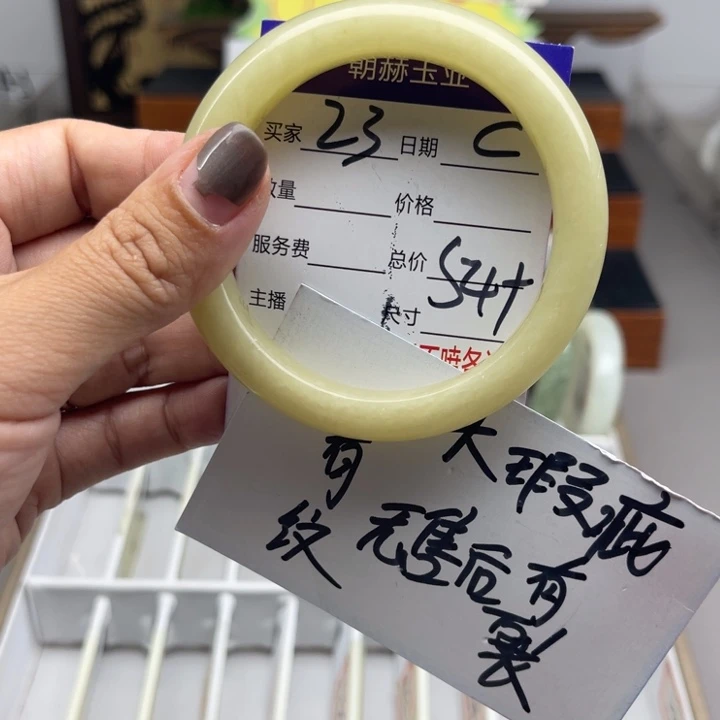 朝赫玉业
买家 23 日期 C
数量 价格
服务费 总价 54+
主播 尺寸
有 大瑕疵
纹 无售后有
裂